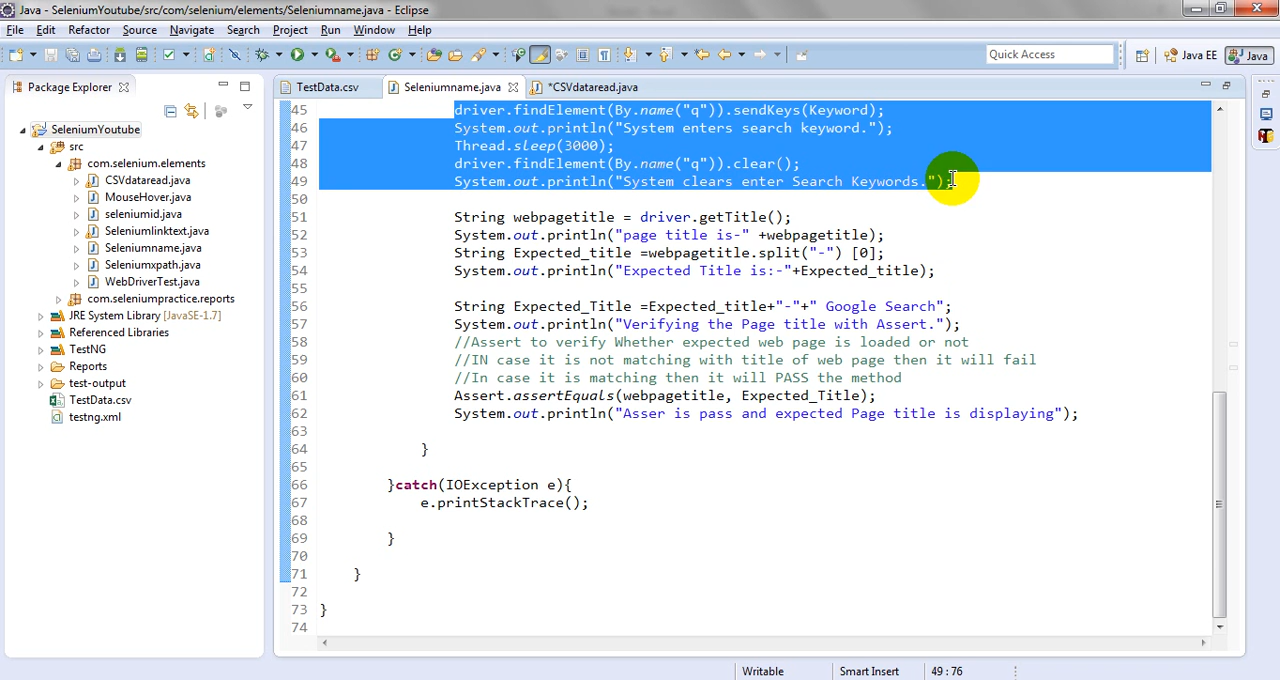 Java - SeleniumYoutube/src/com/selenium/elements/Seleniumname.java - Eclipse
File Edit Refactor Source Navigate Search Project Run Window Help
Quick Access Java EE Java
Package Explorer
TestData.csv Seleniumname.java *CSVdataread.java
SeleniumYoutube
src
com.selenium.elements
CSVdataread.java
MouseHover.java
seleniumid.java
Seleniumlinktext.java
Seleniumname.java
Seleniumxpath.java
WebDriverTest.java
com.seleniumpractice.reports
JRE System Library [JavaSE-1.7]
Referenced Libraries
TestNG
Reports
test-output
TestData.csv
testng.xml
45 driver.findElement(By.name("q")).sendKeys(Keyword);
46 System.out.println("System enters search keyword.");
47 Thread.sleep(3000);
48 driver.findElement(By.name("q")).clear();
49 System.out.println("System clears enter Search Keywords.");
50
51 String webpagetitle = driver.getTitle();
52 System.out.println("page title is-" +webpagetitle);
53 String Expected_title =webpagetitle.split("-") [0];
54 System.out.println("Expected Title is:-"+Expected_title);
55
56 String Expected_Title =Expected_title+"-"+" Google Search";
57 System.out.println("Verifying the Page title with Assert.");
58 //Assert to verify Whether expected web page is loaded or not
59 //IN case it is not matching with title of web page then it will fail
60 //In case it is matching then it will PASS the method
61 Assert.assertEquals(webpagetitle, Expected_Title);
62 System.out.println("Asser is pass and expected Page title is displaying");
63
64 }
65
66 }catch(IOException e){
67 e.printStackTrace();
68
69 }
70
71 }
72
73 }
74
Writable Smart Insert 49 : 76